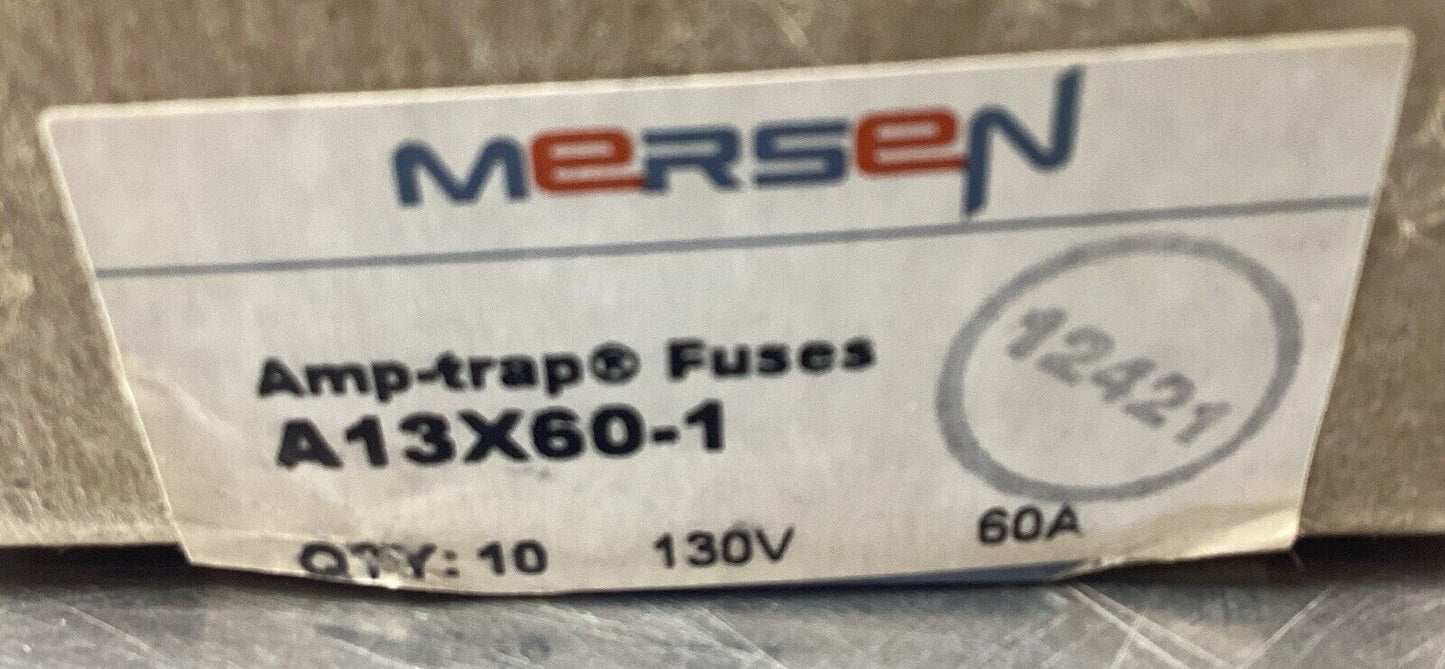 MERSEN
Amp-trap® Fuses
A13X60-1
12421
QTY: 10 130V 60A